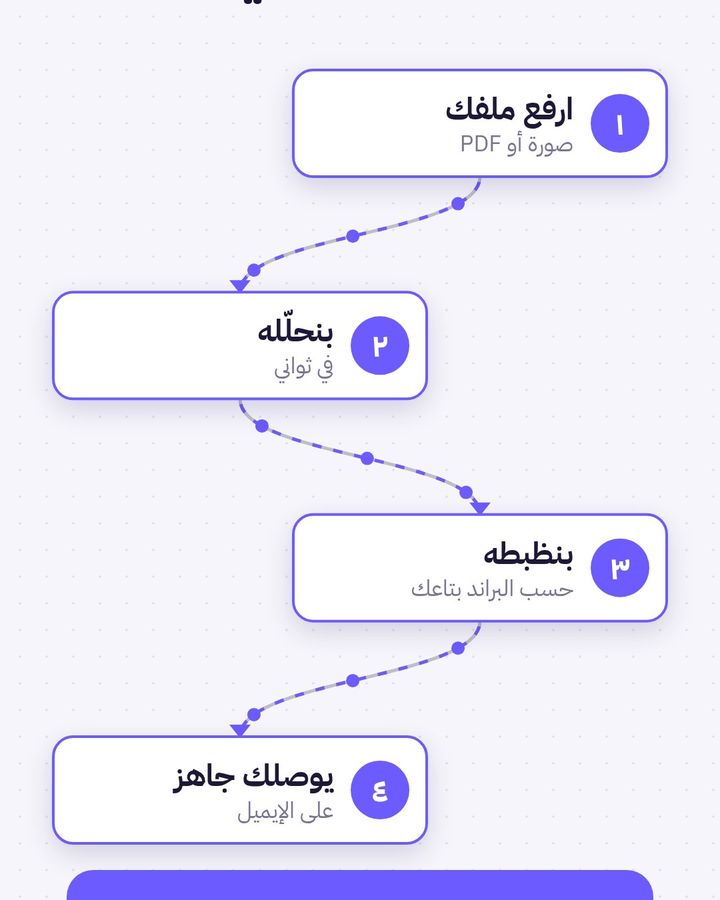 ١
ارفع ملفك
صورة أو PDF
٢
بنحلّله
في ثواني
٣
بنظبطه
حسب البراند بتاعك
٤
يوصلك جاهز
على الإيميل